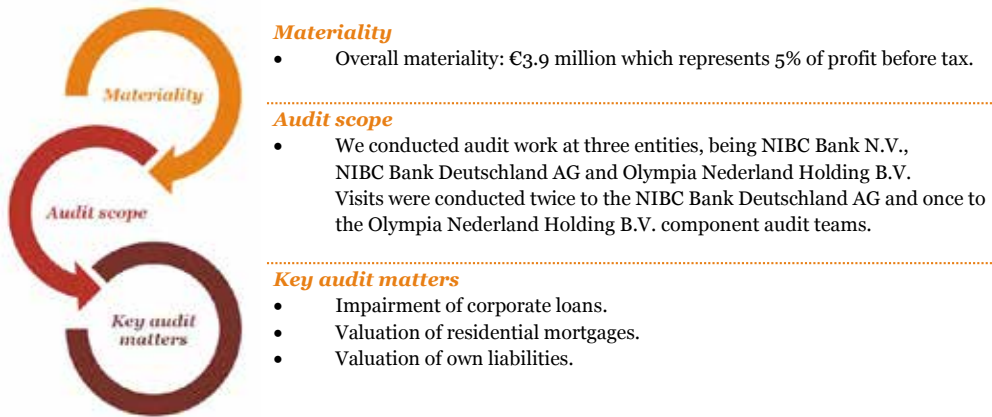 Materiality
Audit scope
Key audit
matters
Materiality
• Overall materiality: €3.9 million which represents 5% of profit before tax.
Audit scope
• We conducted audit work at three entities, being NIBC Bank N.V.,
NIBC Bank Deutschland AG and Olympia Nederland Holding B.V.
Visits were conducted twice to the NIBC Bank Deutschland AG and once to
the Olympia Nederland Holding B.V. component audit teams.
Key audit matters
• Impairment of corporate loans.
• Valuation of residential mortgages.
• Valuation of own liabilities.